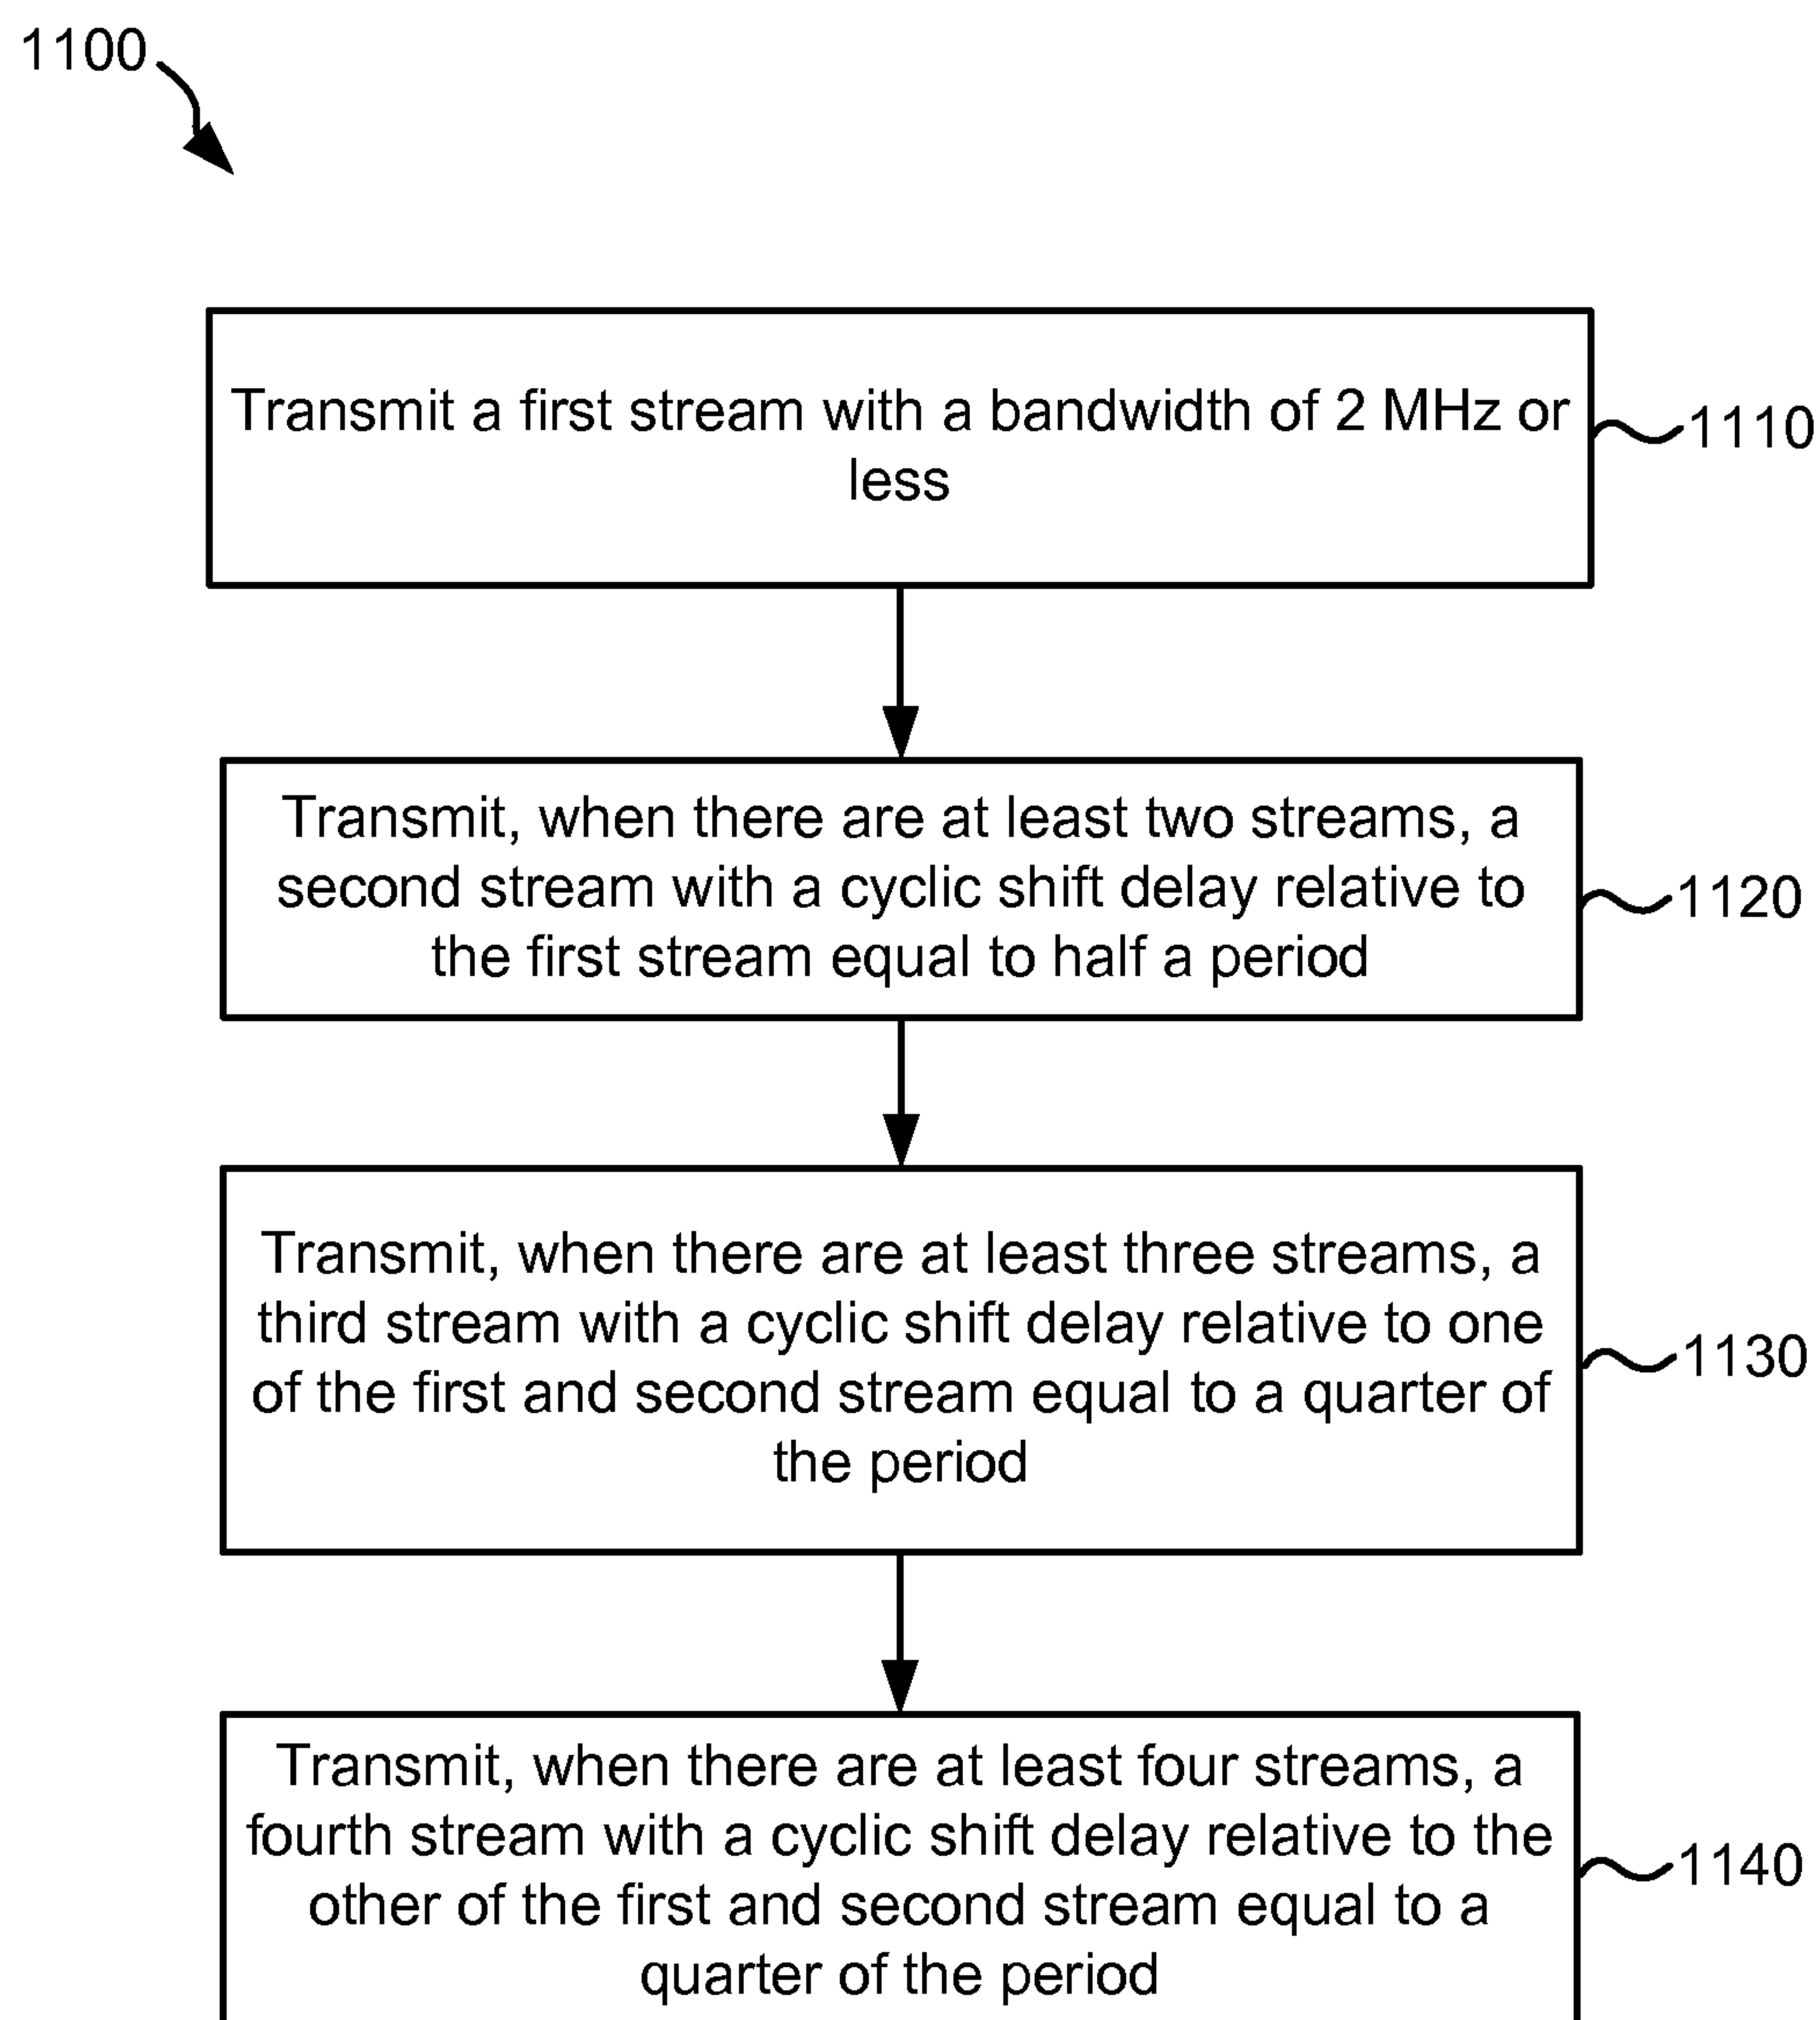 1100
Transmit a first stream with a bandwidth of 2 MHz or
less
1110
Transmit, when there are at least two streams, a
second stream with a cyclic shift delay relative to
the first stream equal to half a period
1120
Transmit, when there are at least three streams, a
third stream with a cyclic shift delay relative to one
of the first and second stream equal to a quarter of
the period
1130
Transmit, when there are at least four streams, a
fourth stream with a cyclic shift delay relative to the
other of the first and second stream equal to a
quarter of the period
1140